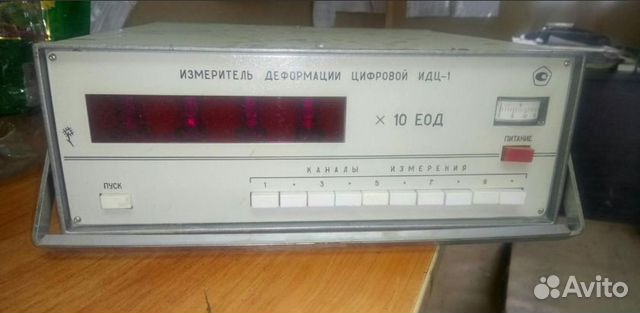 ИЗМЕРИТЕЛЬ ДЕФОРМАЦИИ ЦИФРОВОЙ ИДЦ-1
× 10 ЕОД
ПИТАНИЕ
КАНАЛЫ ИЗМЕРЕНИЯ
ПУСК
1 • 3 • 5 • 7 • 9 •
Avito